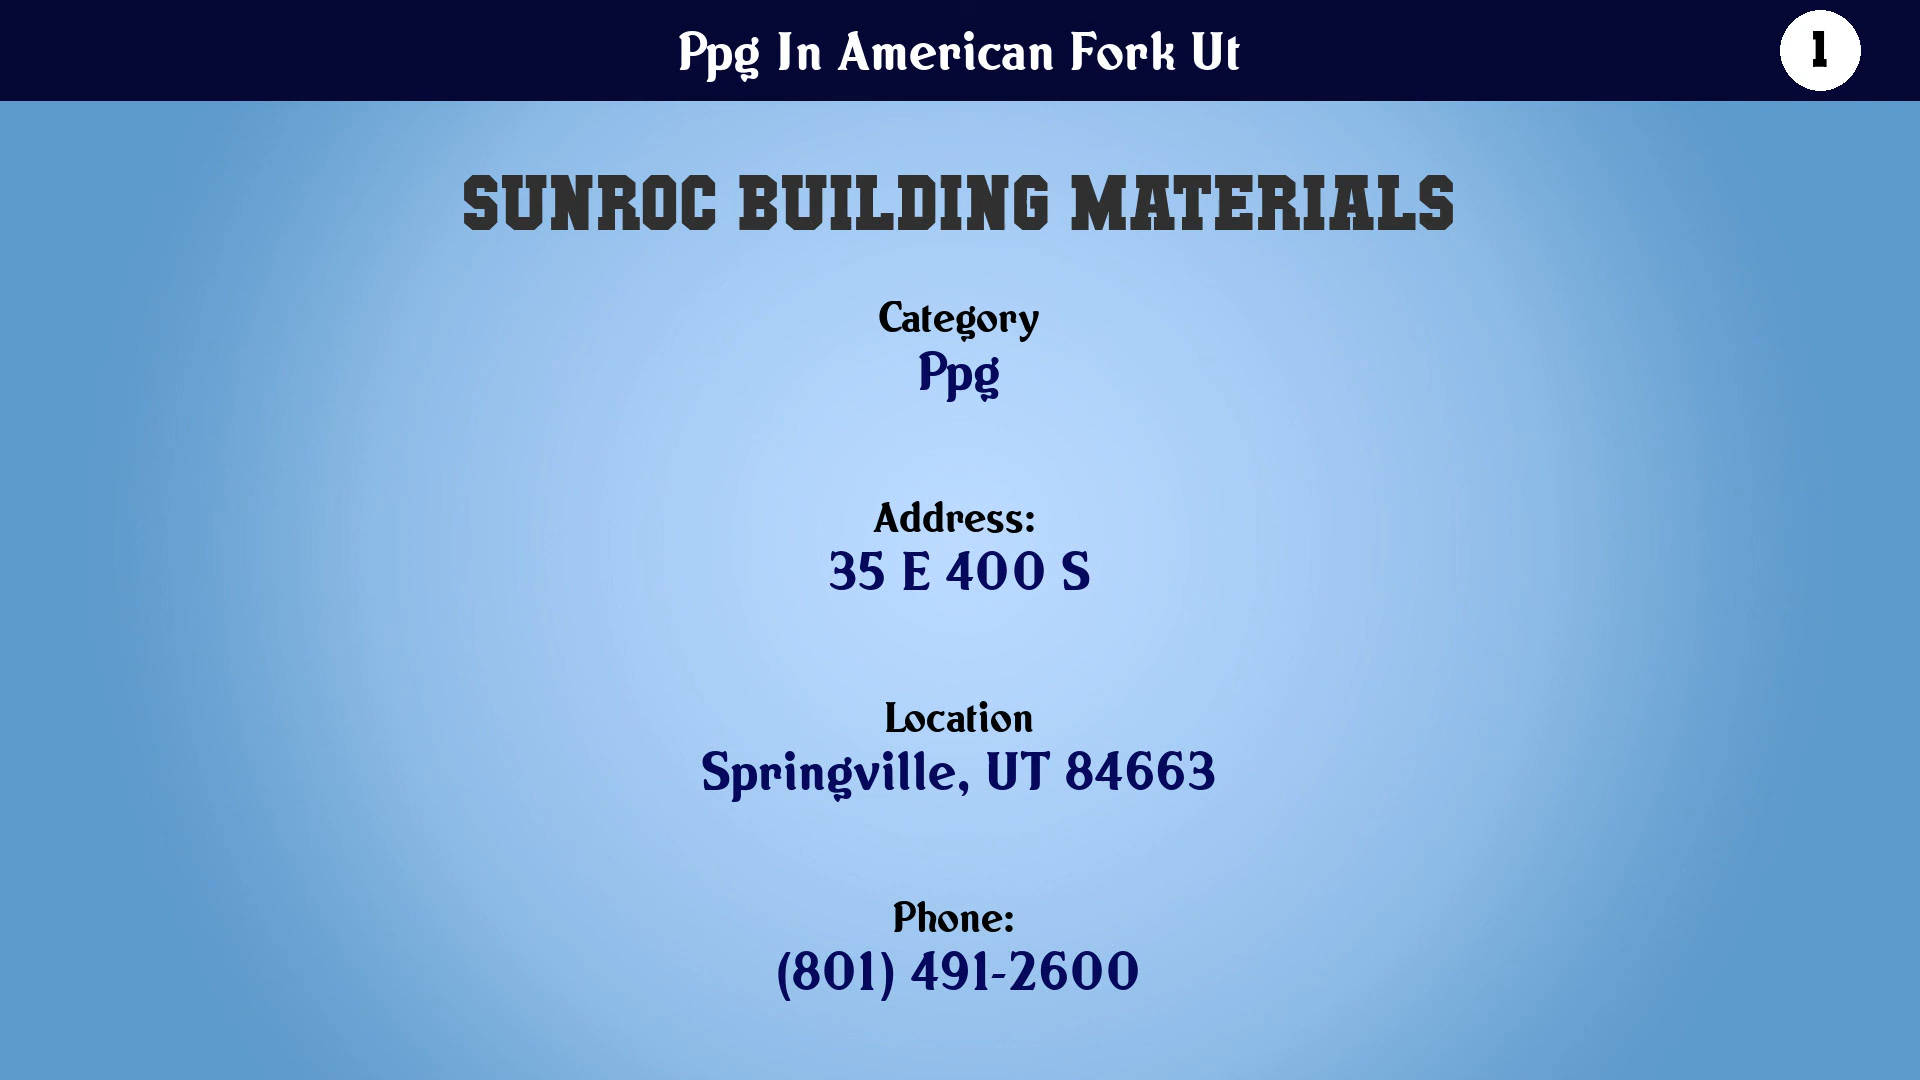 Ppg In American Fork Ut
1
SUNROC BUILDING MATERIALS
Category
Ppg
Address:
35 E 400 S
Location
Springville, UT 84663
Phone:
(801) 491-2600